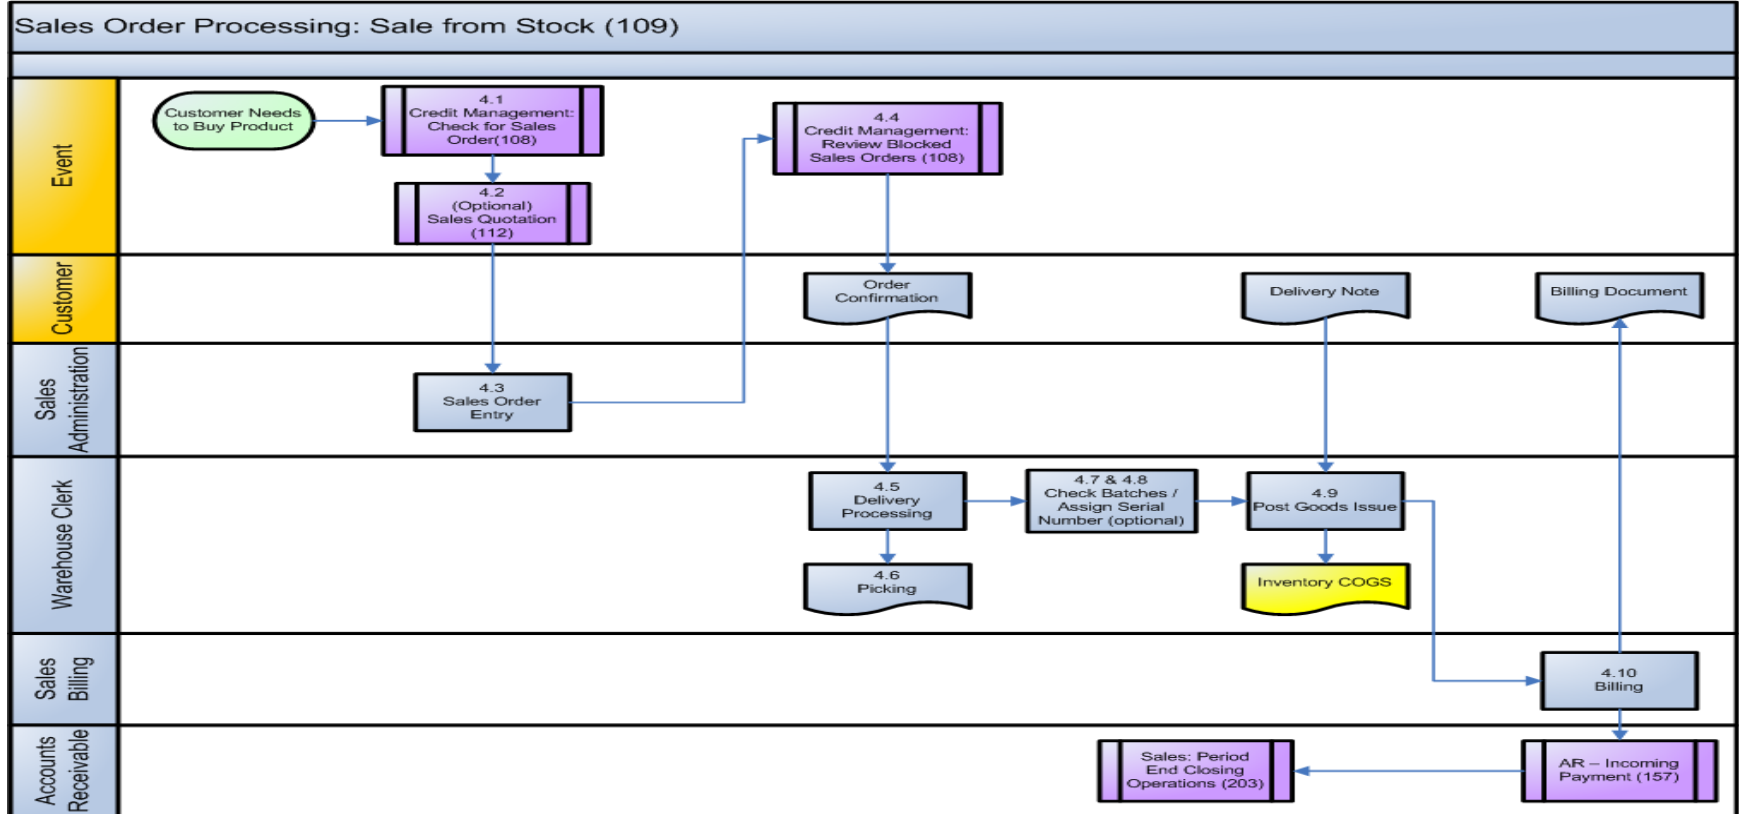 Sales Order Processing: Sale from Stock (109)
Event
Customer Needs
to Buy Product
4.1
Credit Management:
Check for Sales
Order(108)
4.2
(Optional)
Sales Quotation
(112)
4.4
Credit Management:
Review Blocked
Sales Orders (108)
Customer
Order
Confirmation
Delivery Note
Billing Document
Sales
Administration
4.3
Sales Order
Entry
Warehouse Clerk
4.5
Delivery
Processing
4.7 & 4.8
Check Batches /
Assign Serial
Number (optional)
4.9
Post Goods Issue
4.6
Picking
Inventory COGS
Sales
Billing
4.10
Billing
Accounts
Receivable
Sales: Period
End Closing
Operations (203)
AR – Incoming
Payment (157)